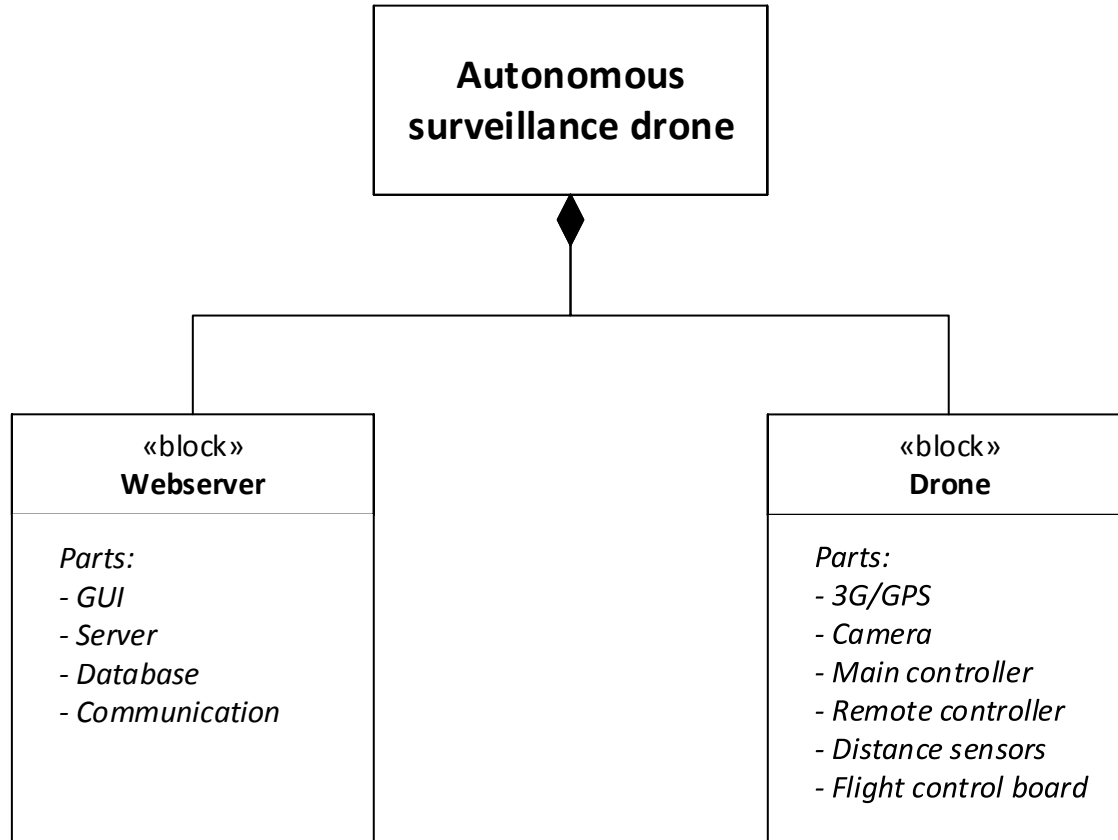 Autonomous
surveillance drone
«block»
Webserver
Parts:
- GUI
- Server
- Database
- Communication
«block»
Drone
Parts:
- 3G/GPS
- Camera
- Main controller
- Remote controller
- Distance sensors
- Flight control board